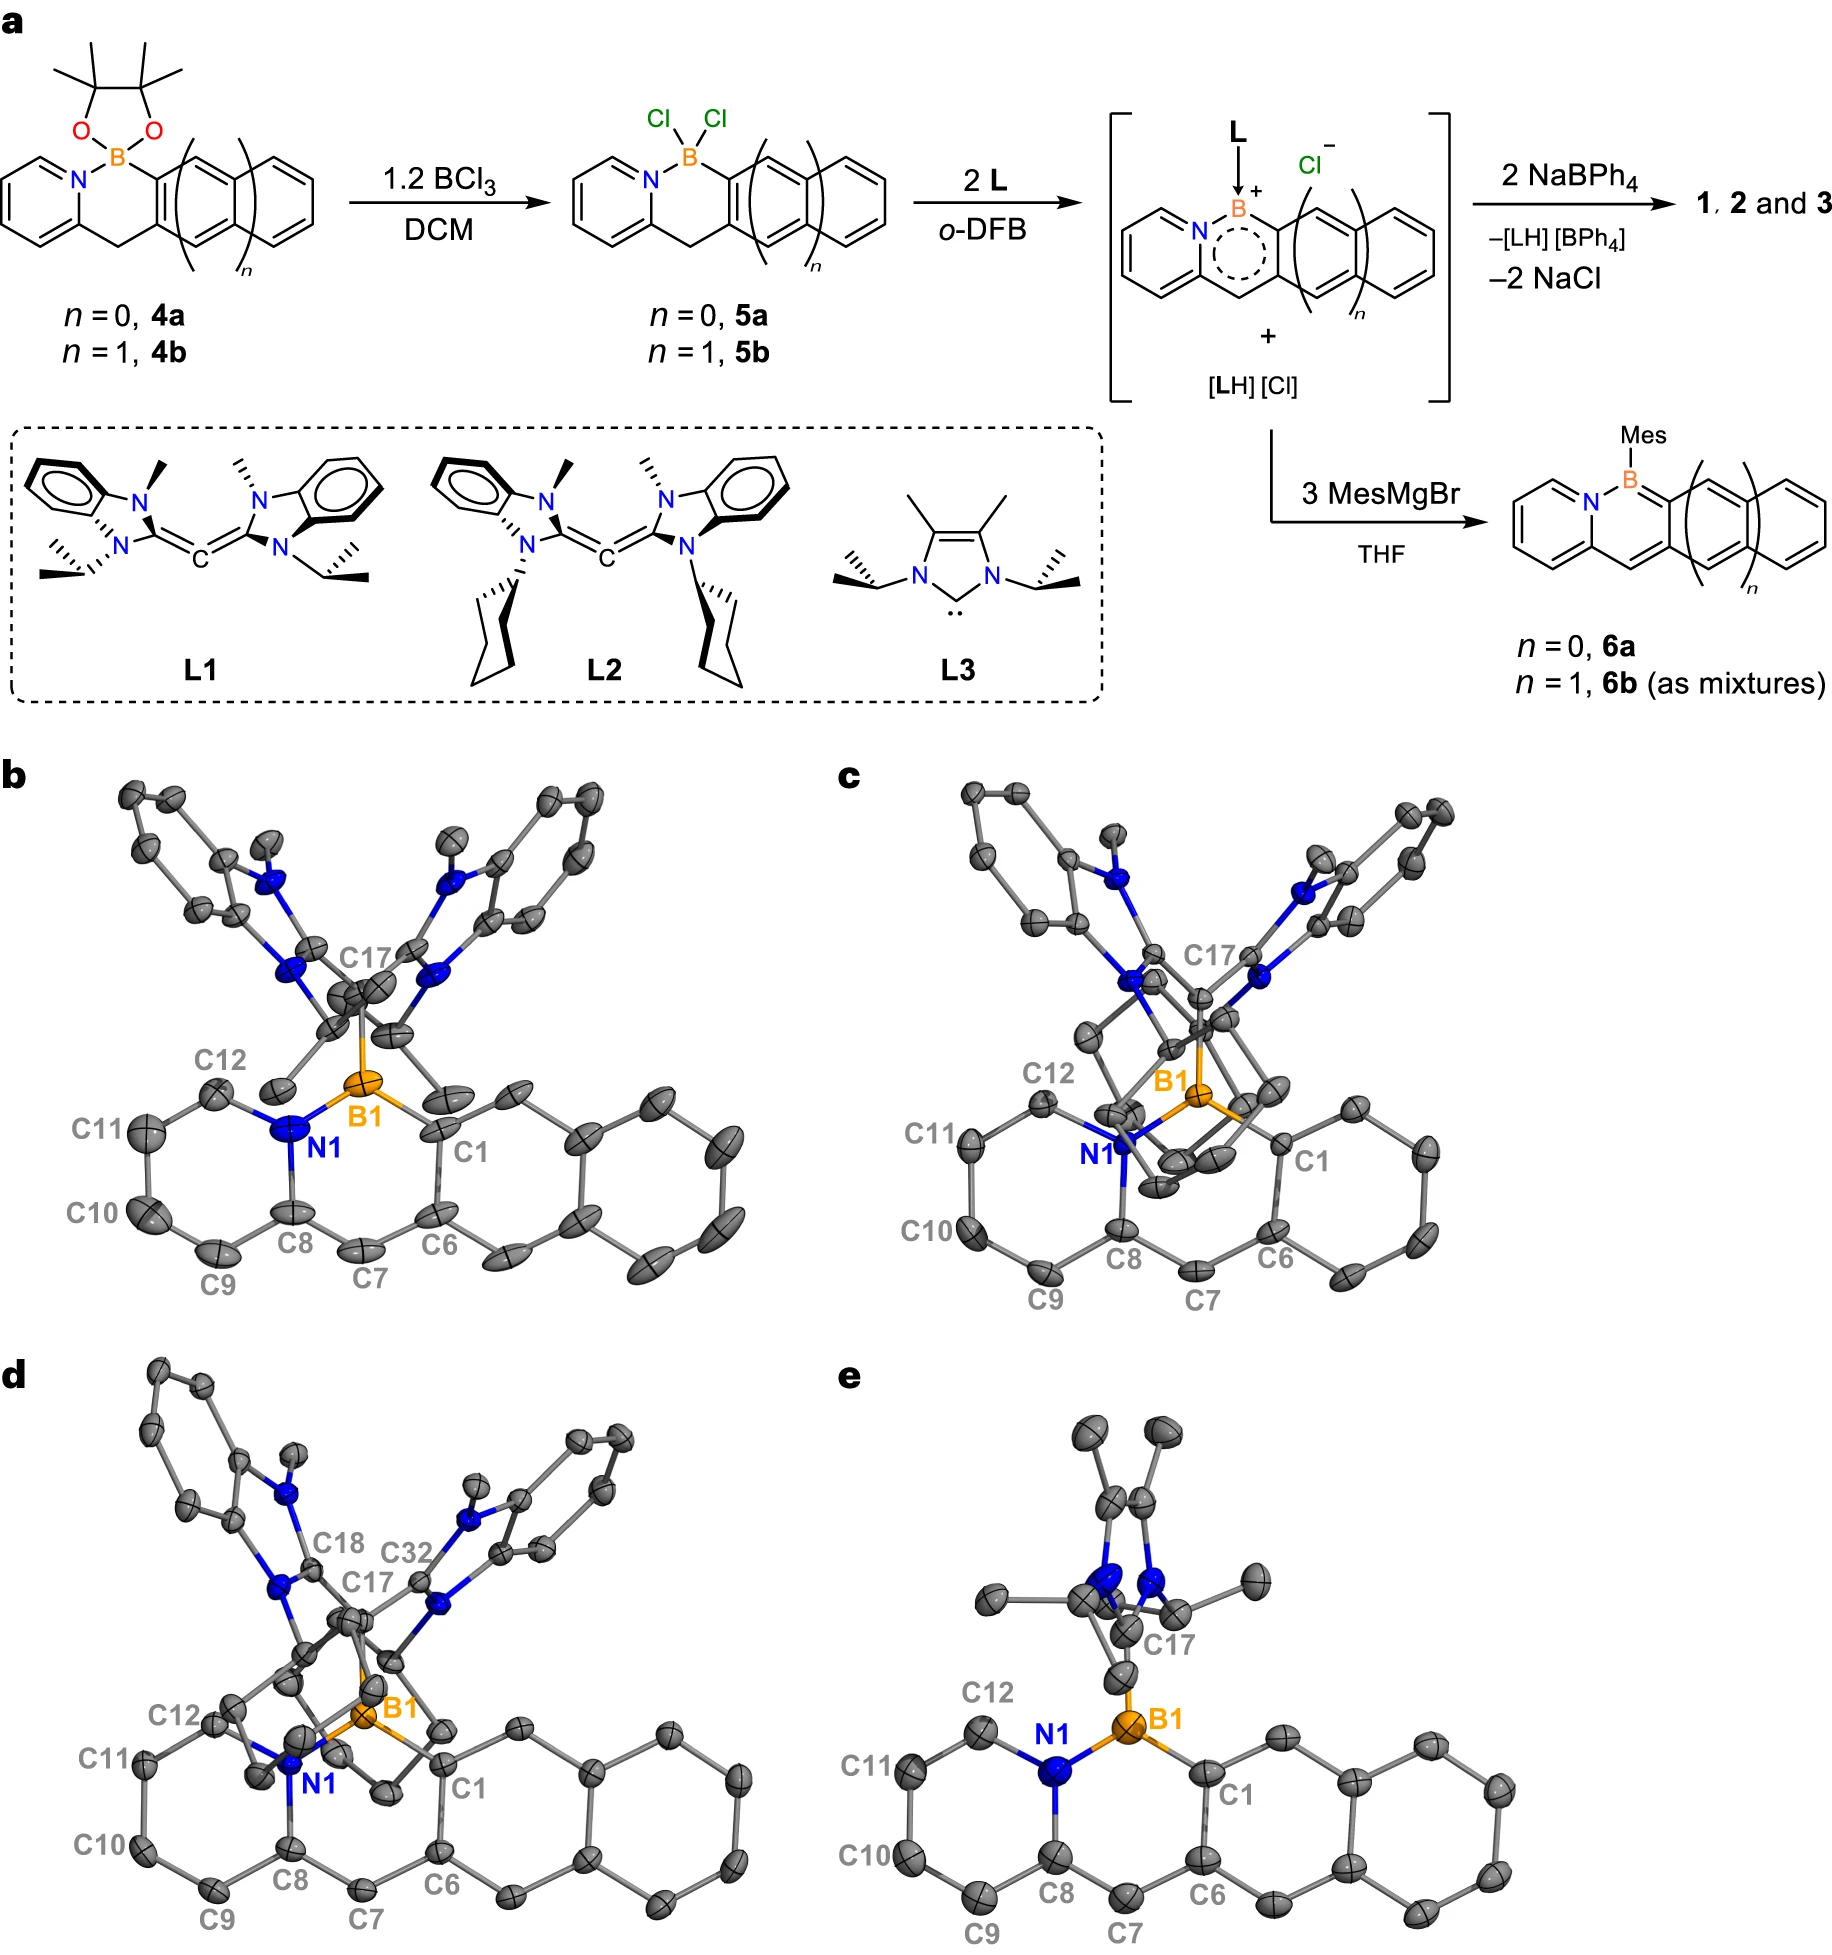 a
O O
B
N
n
n = 0, 4a
n = 1, 4b
1.2 BCl3
DCM
Cl Cl
B
N
n
n = 0, 5a
n = 1, 5b
2 L
o-DFB
L
Cl−
B+
N
n
+
[LH] [Cl]
2 NaBPh4
–[LH] [BPh4]
–2 NaCl
1, 2 and 3
N N
N C N
L1
N N
N C N
L2
N N
L3
3 MesMgBr
THF
Mes
B
N
n
n = 0, 6a
n = 1, 6b (as mixtures)
b
C17
C12
B1
C11
N1
C1
C10
C8
C6
C7
C9
c
C17
C12
B1
C11
N1
C1
C10
C8
C6
C9
C7
d
C18
C32
C17
C12
B1
C11
N1
C1
C10
C8
C6
C9
C7
e
C17
C12
N1
B1
C11
C1
C10
C8
C6
C9
C7